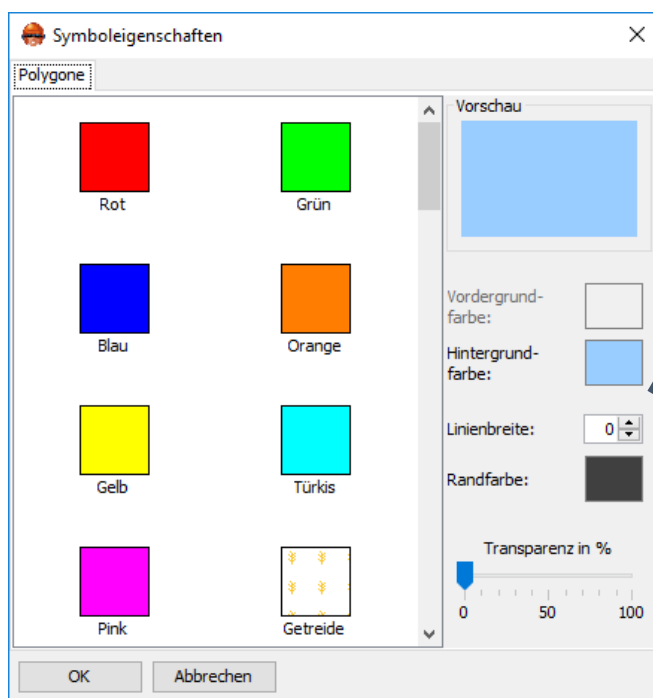 Symboleigenschaften
Polygone
Rot
Grün
Blau
Orange
Gelb
Türkis
Pink
Getreide
Vorschau
Vordergrund-
farbe:
Hintergrund-
farbe:
Linienbreite: 0
Randfarbe:
Transparenz in %
0 50 100
OK Abbrechen